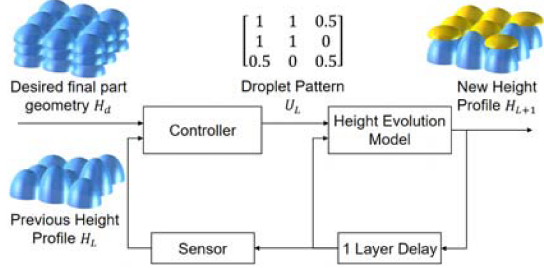 [1 1 0.5
1 1 0
0.5 0 0.5]
Desired final part
geometry H_d
Droplet Pattern
U_L
New Height
Profile H_{L+1}
Controller
Height Evolution
Model
Previous Height
Profile H_L
Sensor
1 Layer Delay